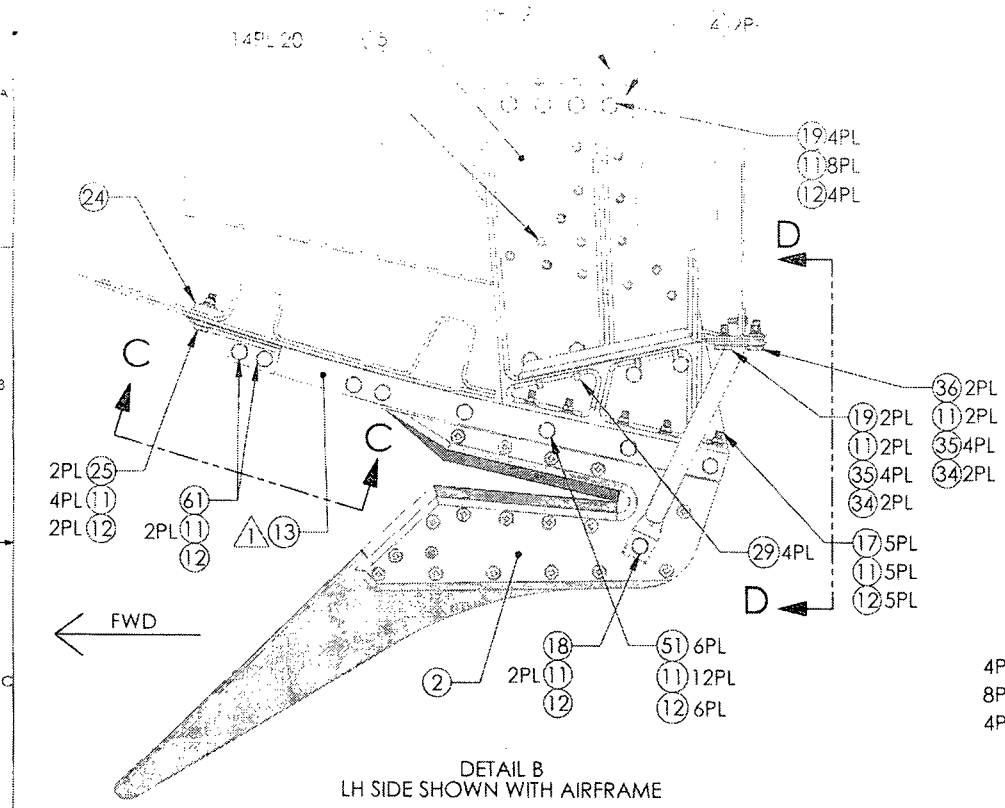 14PL 20
A
19 4PL
11 8PL
12 4PL
24
D
C
B
C
36 2PL
11 2PL
35 4PL
34 2PL
19 2PL
11 2PL
35 4PL
34 2PL
2PL 25
4PL 11
2PL 12
61
2PL 11
12
1 13
29 4PL
17 5PL
11 5PL
12 5PL
D
FWD
18
2PL 11
12
51 6PL
11 12PL
12 6PL
2
C
4P
8P
4P
DETAIL B
LH SIDE SHOWN WITH AIRFRAME